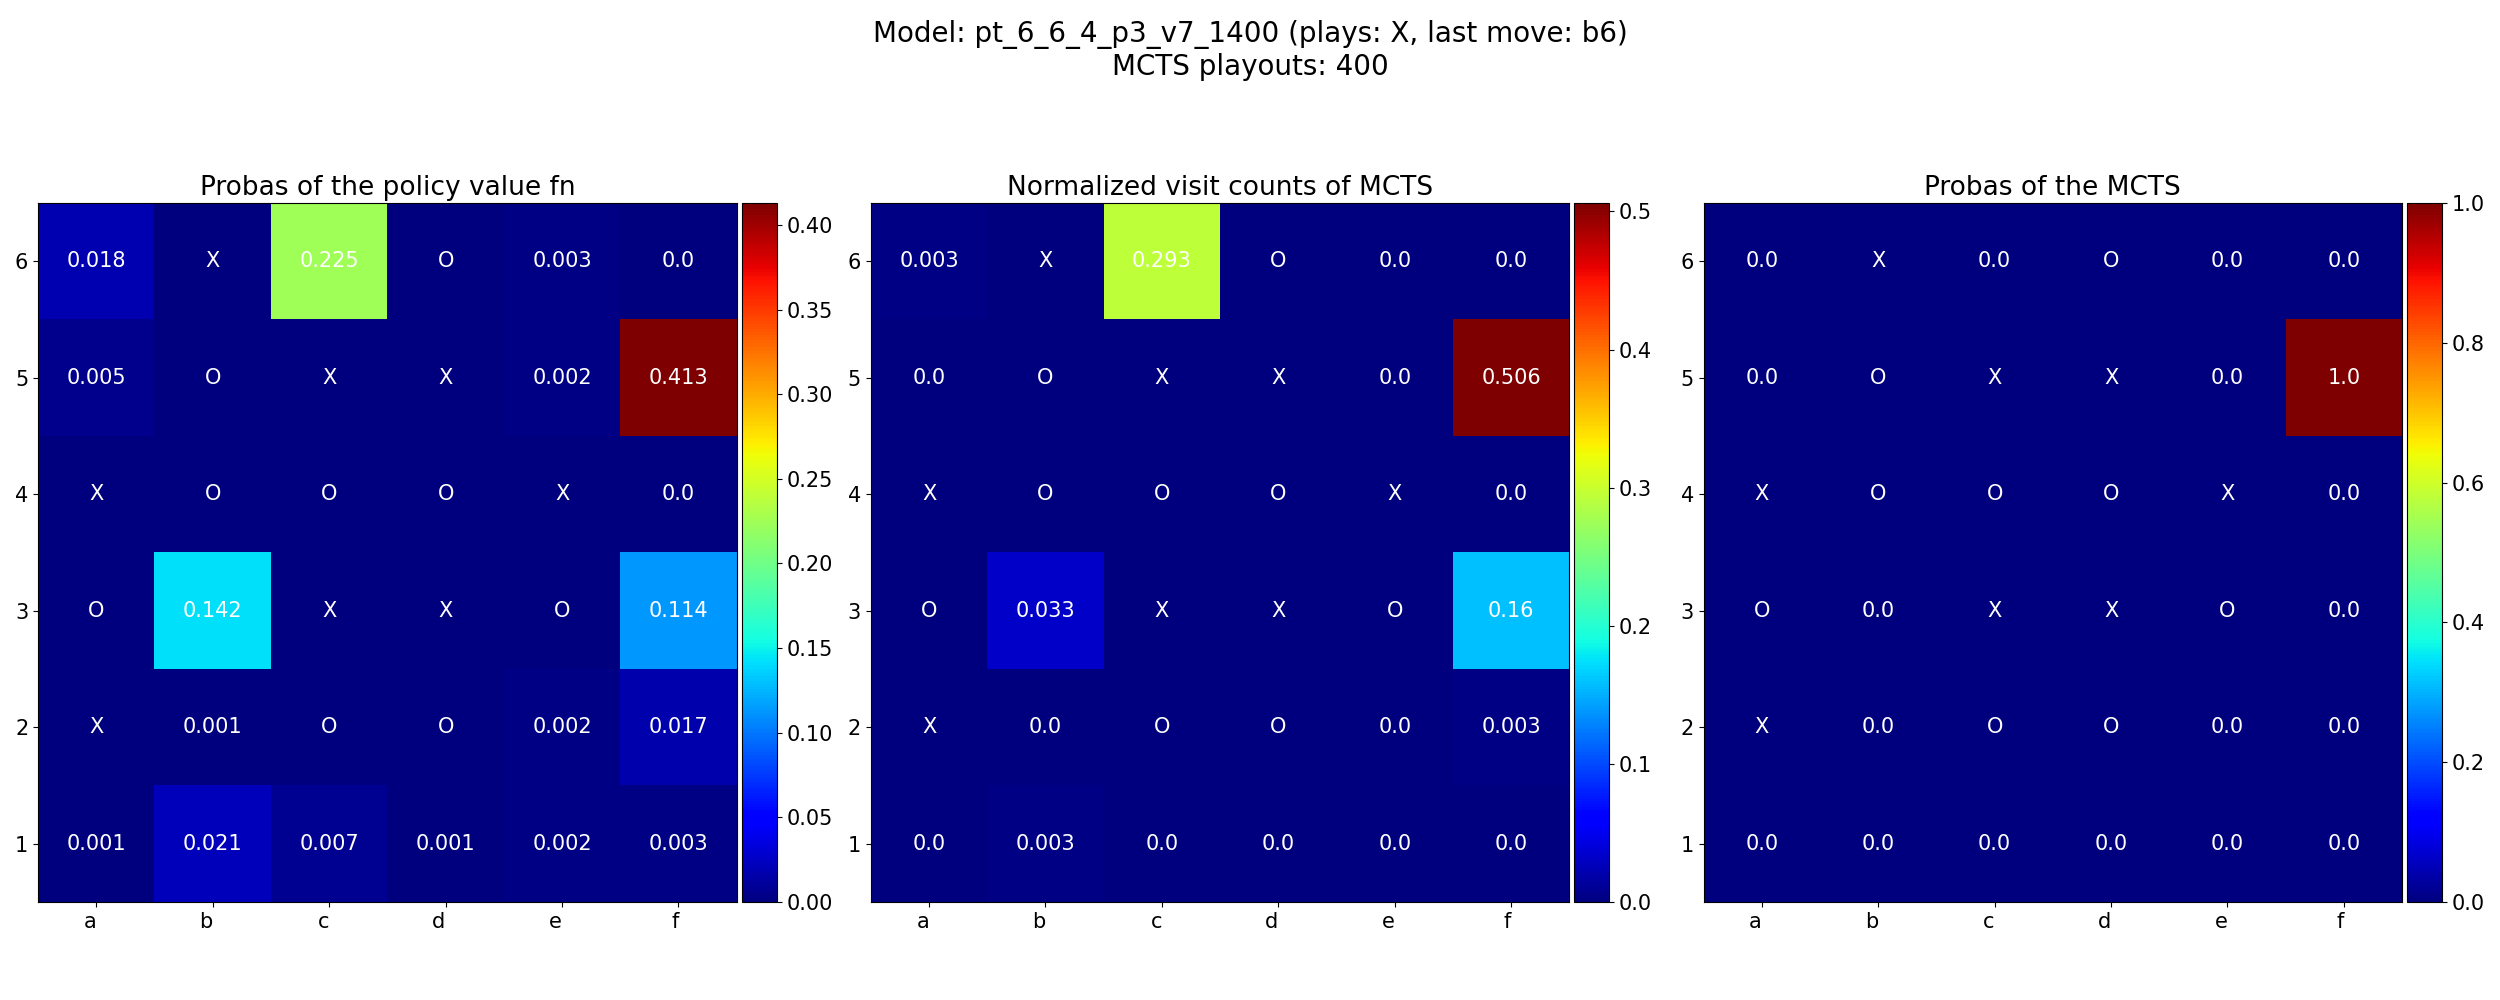 Model: pt_6_6_4_p3_v7_1400 (plays: X, last move: b6)
MCTS playouts: 400
Probas of the policy value fn
6 0.018 X 0.225 O 0.003 0.0
5 0.005 O X X 0.002 0.413
4 X O O O X 0.0
3 O 0.142 X X O 0.114
2 X 0.001 O O 0.002 0.017
1 0.001 0.021 0.007 0.001 0.002 0.003
a b c d e f
0.40
0.35
0.30
0.25
0.20
0.15
0.10
0.05
0.00
Normalized visit counts of MCTS
6 0.003 X 0.293 O 0.0 0.0
5 0.0 O X X 0.0 0.506
4 X O O O X 0.0
3 O 0.033 X X O 0.16
2 X 0.0 O O 0.0 0.003
1 0.0 0.003 0.0 0.0 0.0 0.0
a b c d e f
0.5
0.4
0.3
0.2
0.1
0.0
Probas of the MCTS
6 0.0 X 0.0 O 0.0 0.0
5 0.0 O X X 0.0 1.0
4 X O O O X 0.0
3 O 0.0 X X O 0.0
2 X 0.0 O O 0.0 0.0
1 0.0 0.0 0.0 0.0 0.0 0.0
a b c d e f
1.0
0.8
0.6
0.4
0.2
0.0